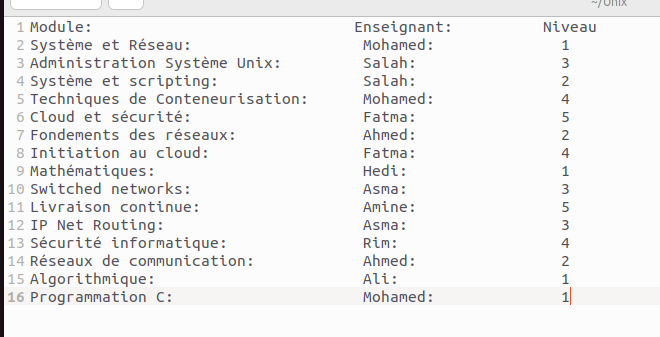 ~/Unix
1 Module: Enseignant: Niveau
2 Système et Réseau: Mohamed: 1
3 Administration Système Unix: Salah: 3
4 Système et scripting: Salah: 2
5 Techniques de Conteneurisation: Mohamed: 4
6 Cloud et sécurité: Fatma: 5
7 Fondements des réseaux: Ahmed: 2
8 Initiation au cloud: Fatma: 4
9 Mathématiques: Hedi: 1
10 Switched networks: Asma: 3
11 Livraison continue: Amine: 5
12 IP Net Routing: Asma: 3
13 Sécurité informatique: Rim: 4
14 Réseaux de communication: Ahmed: 2
15 Algorithmique: Ali: 1
16 Programmation C: Mohamed: 1